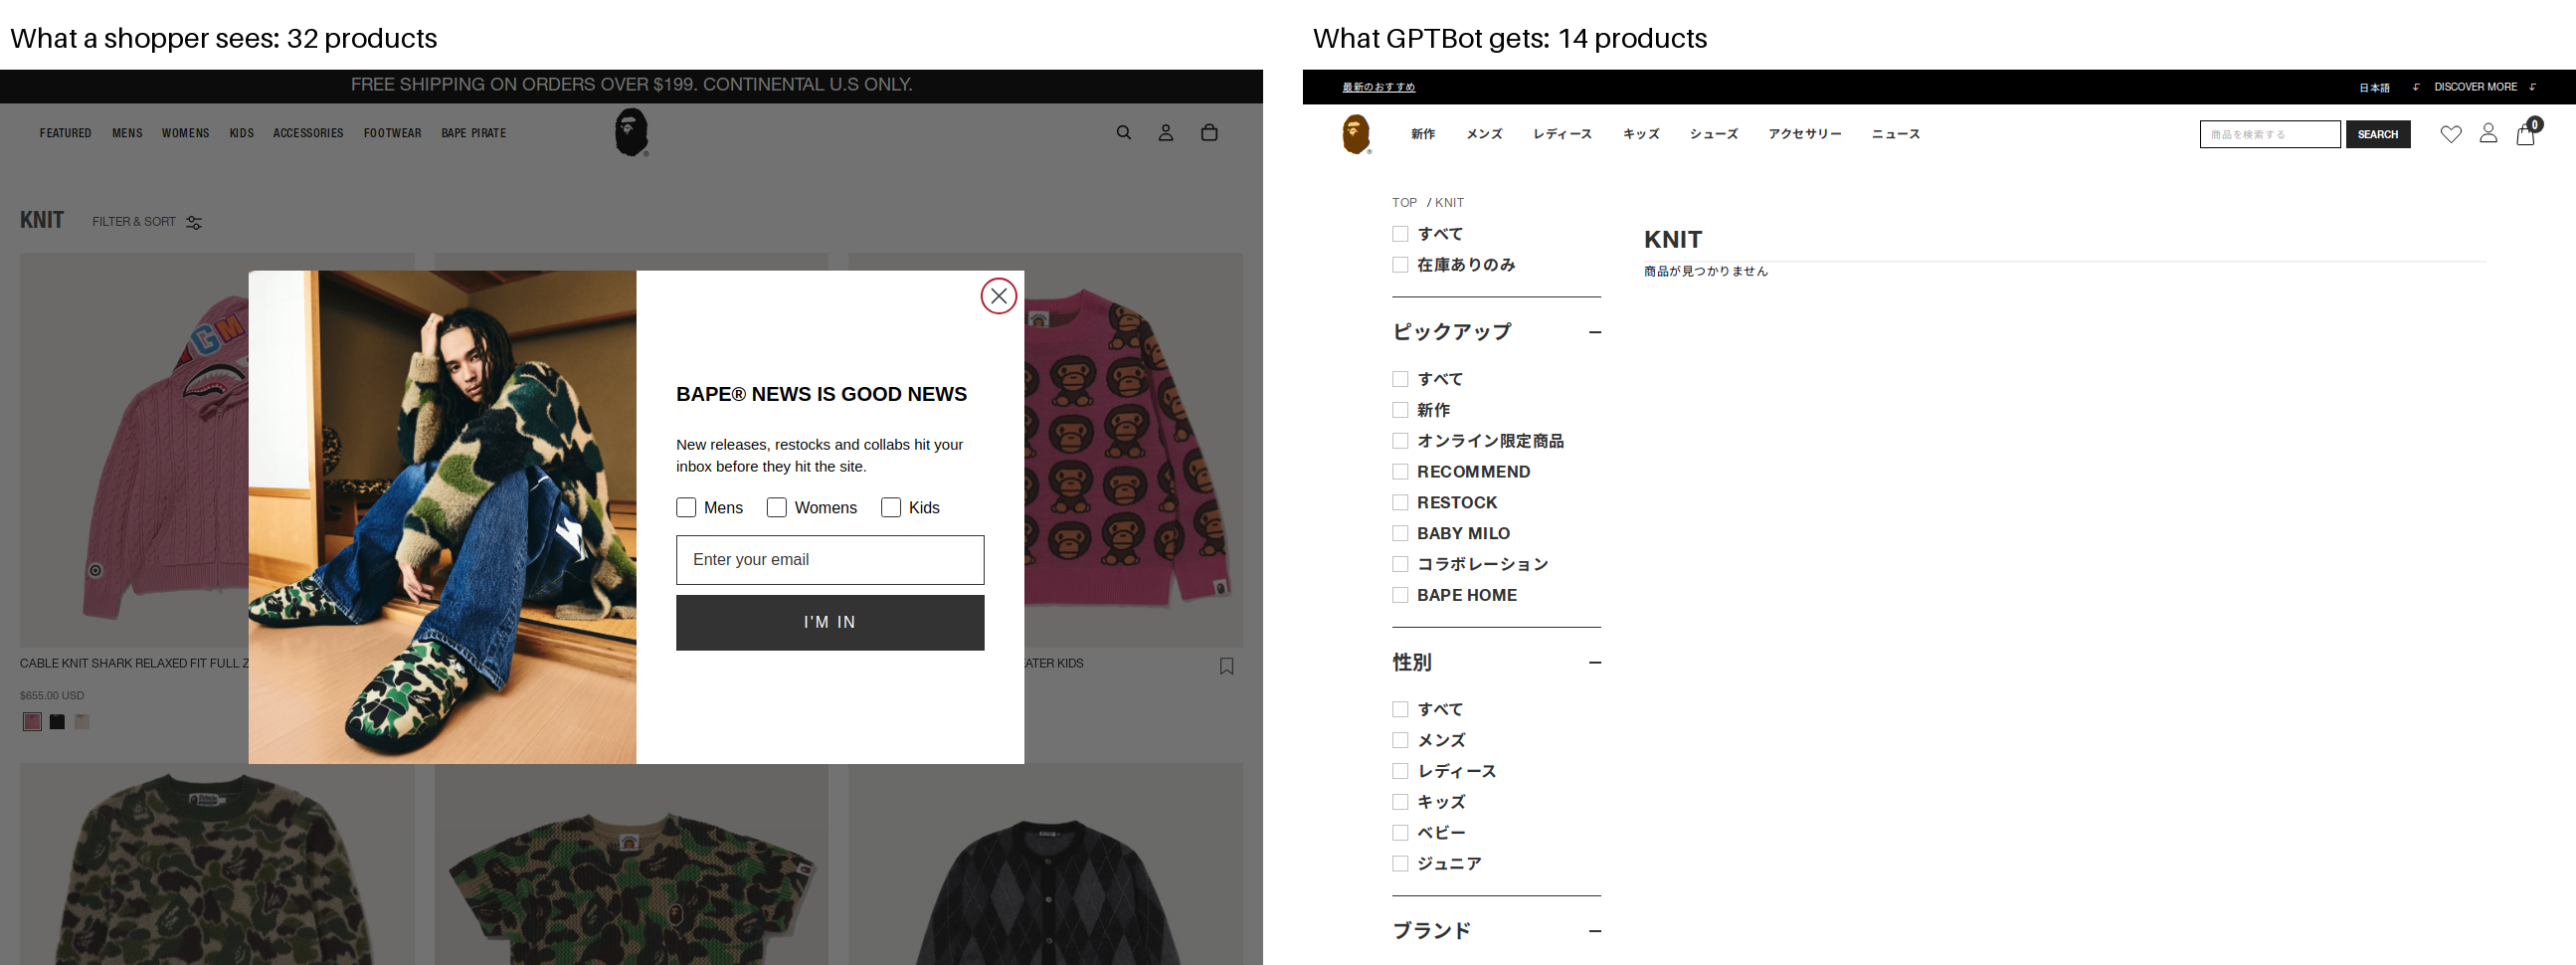 What a shopper sees: 32 products
FREE SHIPPING ON ORDERS OVER $199. CONTINENTAL U.S ONLY.
FEATURED MENS WOMENS KIDS ACCESSORIES FOOTWEAR BAPE PIRATE
KNIT FILTER & SORT
GM
BAPE® NEWS IS GOOD NEWS
New releases, restocks and collabs hit your
inbox before they hit the site.
Mens Womens Kids
Enter your email
I'M IN
CABLE KNIT SHARK RELAXED FIT FULL
KIDS
$655.00 USD
What GPTBot gets: 14 products
最新のおすすめ 日本語 DISCOVER MORE
新作 メンズ レディース キッズ シューズ アクセサリー ニュース 商品を検索する SEARCH 0
TOP / KNIT
すべて
在庫ありのみ
KNIT
商品が見つかりません
ピックアップ
すべて
新作
オンライン限定商品
RECOMMEND
RESTOCK
BABY MILO
コラボレーション
BAPE HOME
性別
すべて
メンズ
レディース
キッズ
ベビー
ジュニア
ブランド